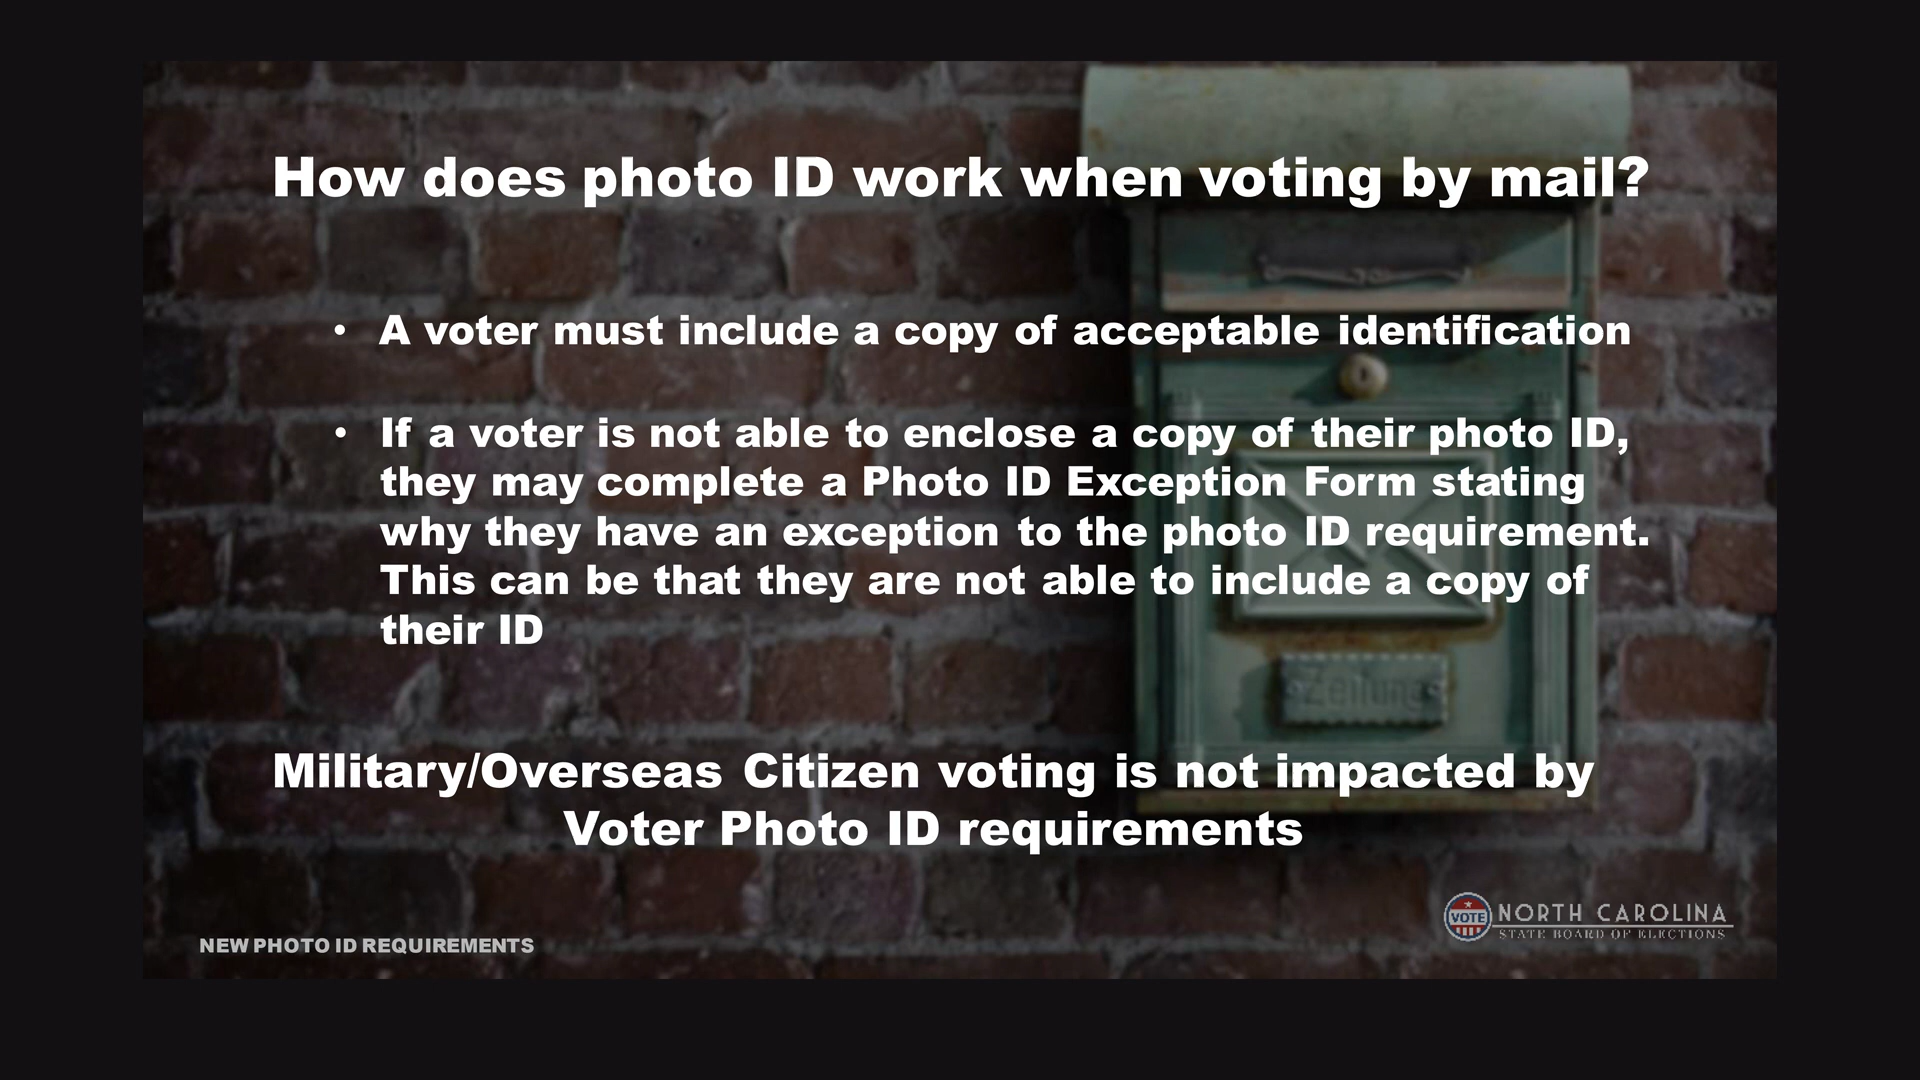 How does photo ID work when voting by mail?
• A voter must include a copy of acceptable identification
• If a voter is not able to enclose a copy of their photo ID,
they may complete a Photo ID Exception Form stating
why they have an exception to the photo ID requirement.
This can be that they are not able to include a copy of
their ID
Zeitung
Military/Overseas Citizen voting is not impacted by
Voter Photo ID requirements
VOTE
NORTH CAROLINA
STATE BOARD OF ELECTIONS
NEW PHOTO ID REQUIREMENTS